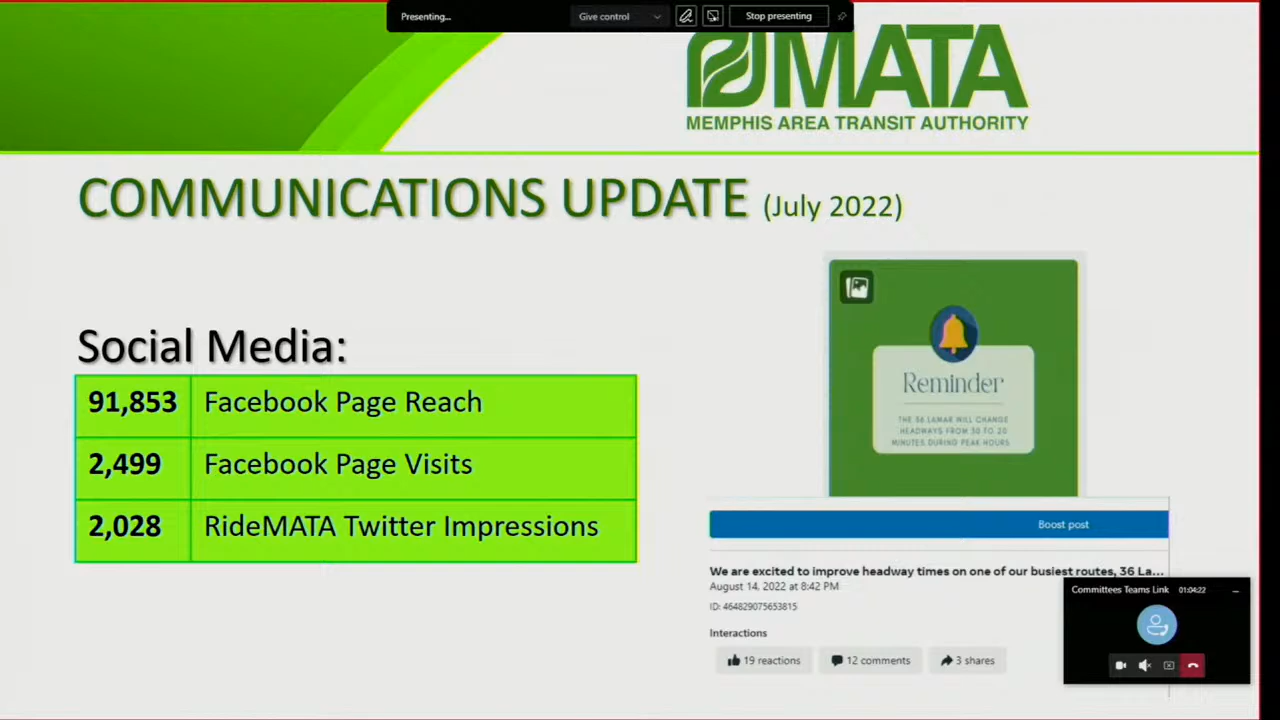 Presenting...
Give control
Stop presenting
MATA
MEMPHIS AREA TRANSIT AUTHORITY
COMMUNICATIONS UPDATE (July 2022)
Social Media:
91,853 Facebook Page Reach
2,499 Facebook Page Visits
2,028 RideMATA Twitter Impressions
Reminder
THE 36 LAMAR WILL CHANGE
HEADWAYS FROM 30 TO 20
MINUTES DURING PEAK HOURS
Boost post
We are excited to improve headway times on one of our busiest routes, 36 La...
August 14, 2022 at 8:42 PM
ID: 464829075653815
Interactions
19 reactions
12 comments
3 shares
Committees Teams Link 01:04:22